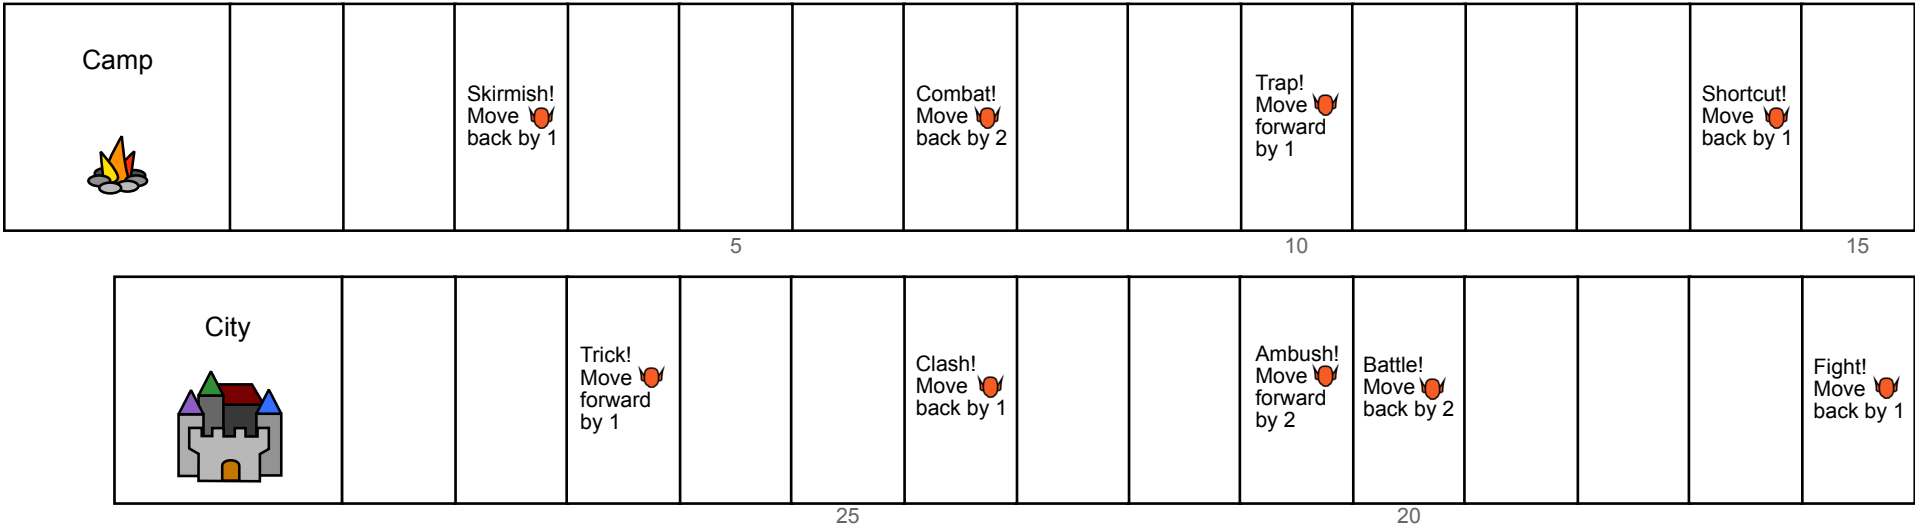 Camp
Skirmish!
Move
back by 1
Combat!
Move
back by 2
Trap!
Move
forward
by 1
Shortcut!
Move
back by 1
5
10
15
City
Trick!
Move
forward
by 1
Clash!
Move
back by 1
Ambush!
Move
forward
by 2
Battle!
Move
back by 2
Fight!
Move
back by 1
25
20